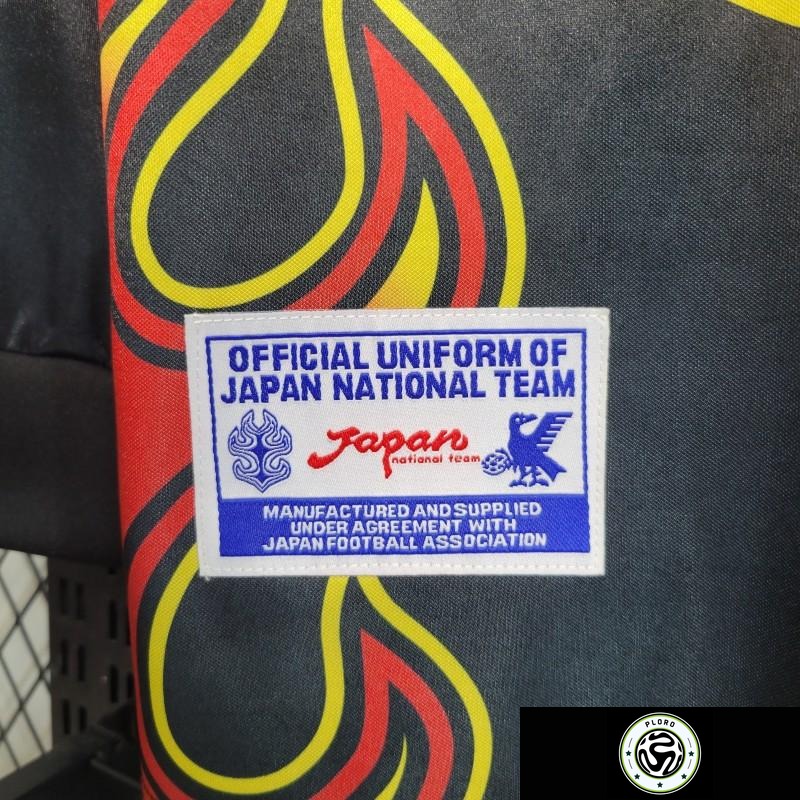 OFFICIAL UNIFORM OF
JAPAN NATIONAL TEAM
Japan
national team
MANUFACTURED AND SUPPLIED
UNDER AGREEMENT WITH
JAPAN FOOTBALL ASSOCIATION
PLORO